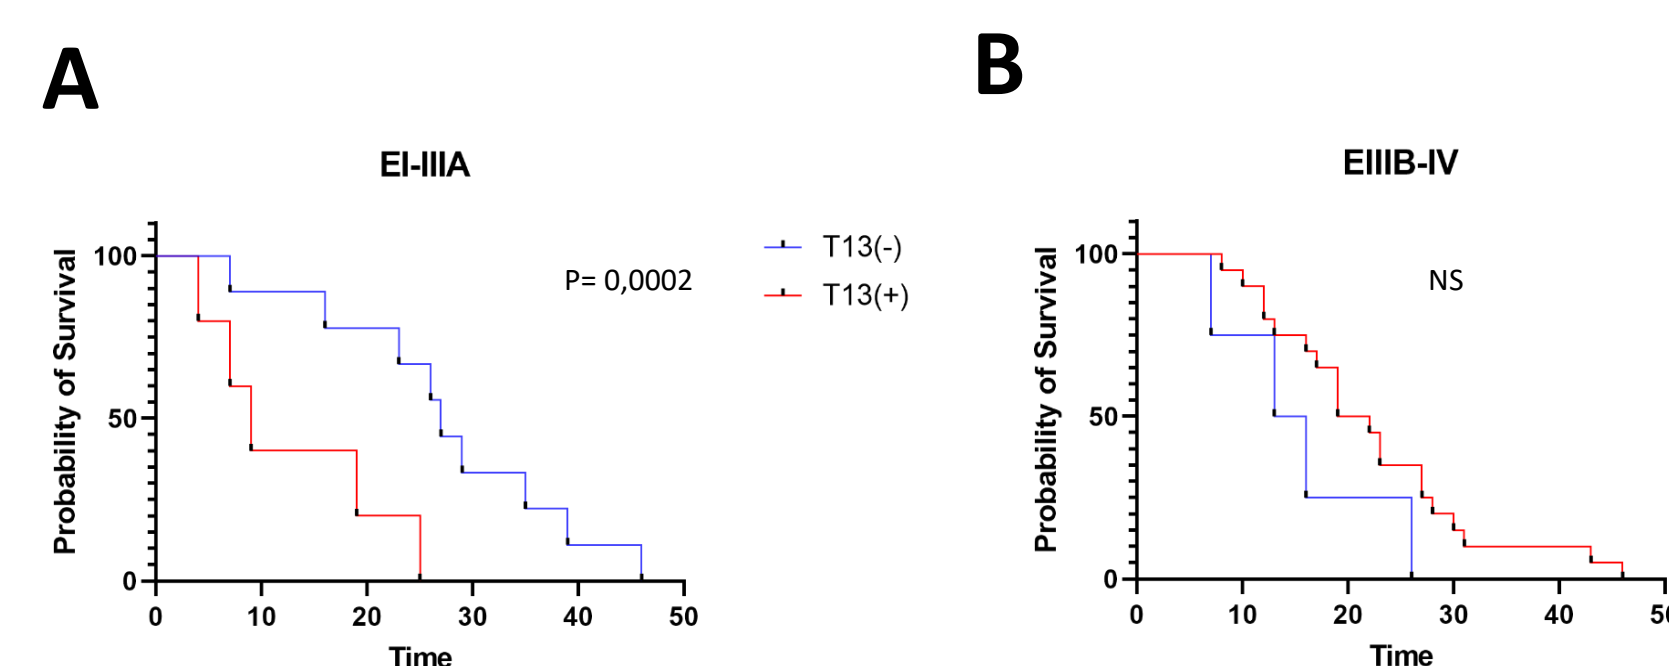 A
B
EI-IIIA
EIIIB-IV
Probability of Survival
100
50
0
0 10 20 30 40 50
Time
P= 0,0002
T13(-)
T13(+)
Probability of Survival
100
50
0
0 10 20 30 40 50
Time
NS